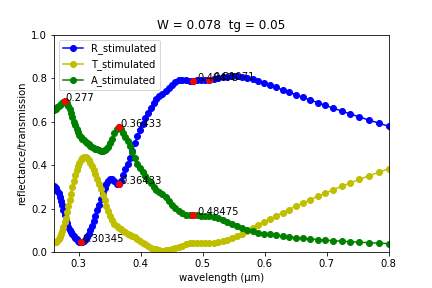 W = 0.078  tg = 0.05
1.0
0.8
0.6
0.4
0.2
0.0
reflectance/transmission
R_stimulated
T_stimulated
A_stimulated
0.277
0.36433
0.36433
0.48475
0.30345
0.3
0.4
0.5
0.6
0.7
0.8
wavelength (μm)